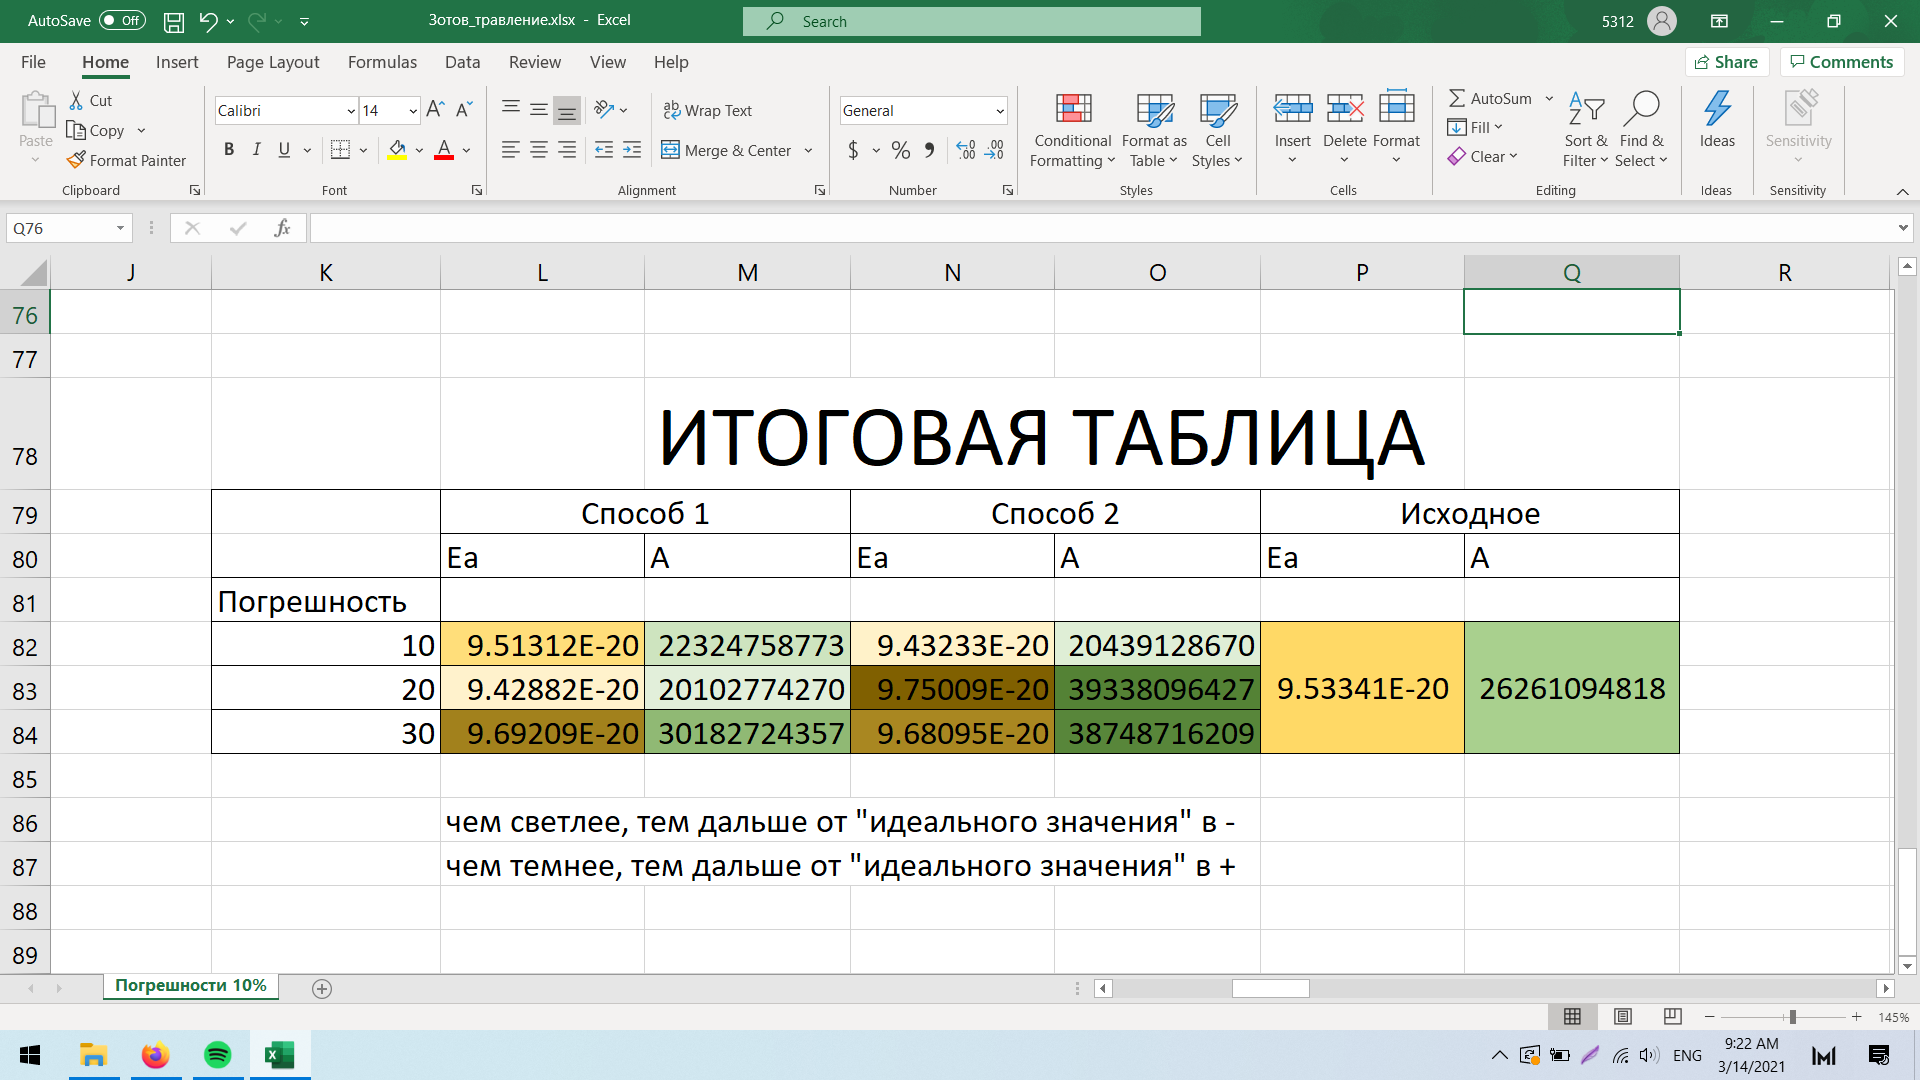 AutoSave Off Зотов_травление.xlsx - Excel Search 5312
File Home Insert Page Layout Formulas Data Review View Help Share Comments
Paste Cut Copy Format Painter Clipboard
Calibri 14 A A B I U A Font
Wrap Text Merge & Center Alignment
General $ % Number
Conditional Formatting Format as Table Cell Styles Styles
Insert Delete Format Cells
AutoSum Fill Clear Sort & Filter Find & Select Editing
Ideas Ideas
Sensitivity Sensitivity
Q76 fx
J K L M N O P Q R
76
77
78 ИТОГОВАЯ ТАБЛИЦА
79 Способ 1 Способ 2 Исходное
80 Ea A Ea A Ea A
81 Погрешность
82 10 9.51312E-20 22324758773 9.43233E-20 20439128670
83 20 9.42882E-20 20102774270 9.75009E-20 39338096427 9.53341E-20 26261094818
84 30 9.69209E-20 30182724357 9.68095E-20 38748716209
85
86 чем светлее, тем дальше от "идеального значения" в -
87 чем темнее, тем дальше от "идеального значения" в +
88
89
Погрешности 10%
145%
ENG 9:22 AM
3/14/2021